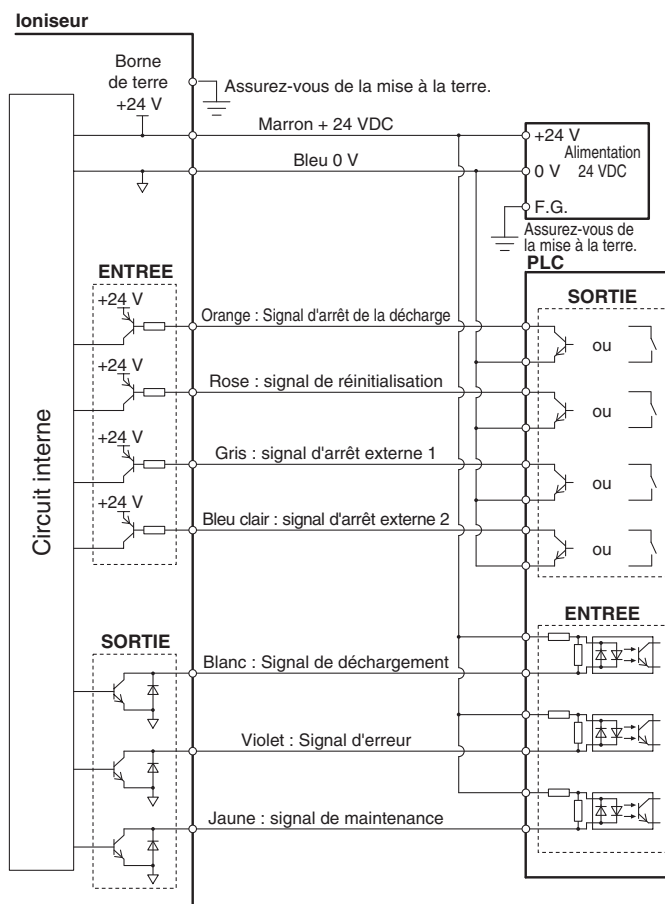 Ioniseur
Borne
de terre
+24 V
Assurez-vous de la mise à la terre.
Marron + 24 VDC
Bleu 0 V
+24 V
Alimentation
0 V 24 VDC
F.G.
Assurez-vous de
la mise à la terre.
PLC
ENTREE
SORTIE
+24 V
Orange : Signal d'arrêt de la décharge
ou
+24 V
Rose : signal de réinitialisation
ou
+24 V
Gris : signal d'arrêt externe 1
ou
+24 V
Bleu clair : signal d'arrêt externe 2
ou
Circuit interne
ENTREE
SORTIE
Blanc : Signal de déchargement
Violet : Signal d'erreur
Jaune : signal de maintenance